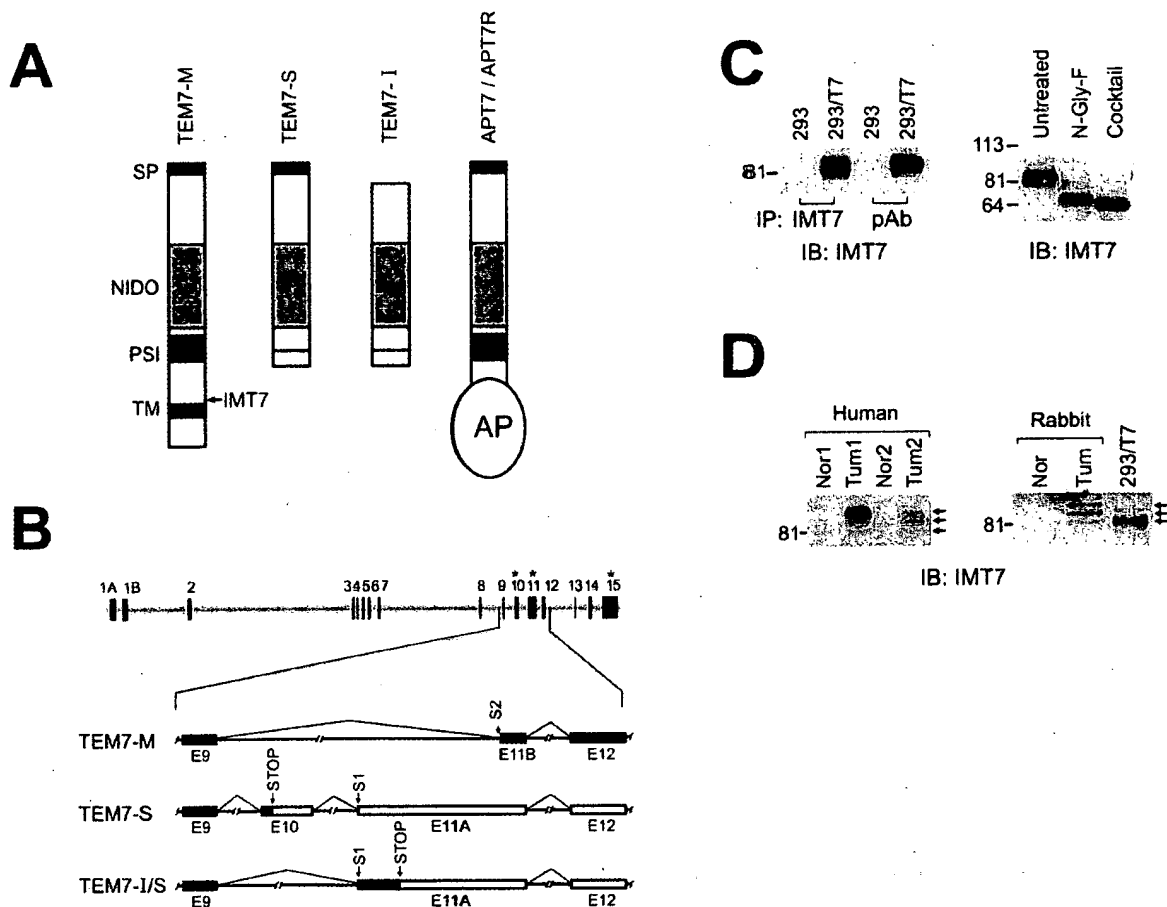 A
TEM7-M
TEM7-S
TEM7-I
APT7 / APT7R
SP
NIDO
PSI
TM
IMT7
AP
B
1A 1B 2 34567 8 9 *10 *11 12 13 14 *15
TEM7-M
E9
S2
E11B
E12
TEM7-S
E9
STOP
E10
S1
E11A
E12
TEM7-I/S
E9
S1
STOP
E11A
E12
C
293
293/T7
293
293/T7
81-
IP: IMT7 pAb
IB: IMT7
Untreated
N-Gly-F
Cocktail
113-
81-
64-
IB: IMT7
D
Human
Nor1
Tum1
Nor2
Tum2
81-
Rabbit
Nor
Tum
293/T7
81-
IB: IMT7